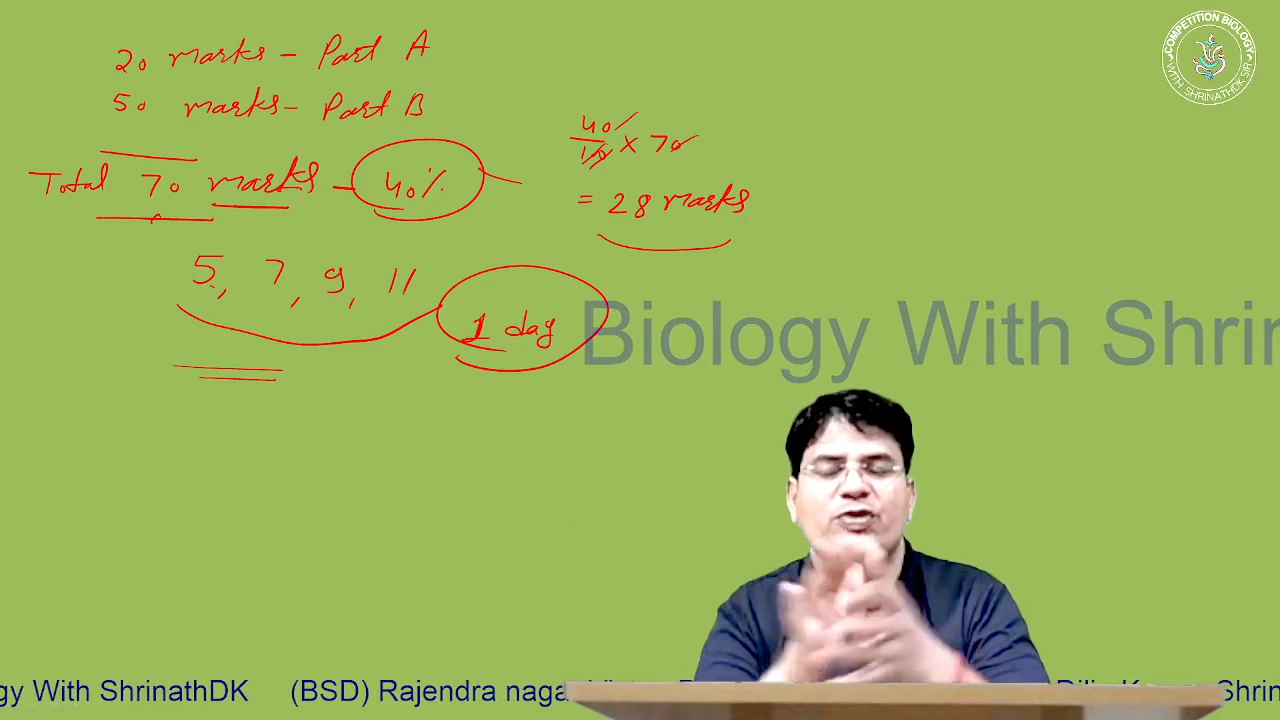 20 marks - Part A
50 marks - Part B
Total 70 marks - 40%
40/100 x 70
= 28 marks
5, 7, 9, 11
1 day
COMPETITION BIOLOGY
WITH SHRINATHDK SIR
Biology With Shrin
gy With ShrinathDK (BSD) Rajendra naga